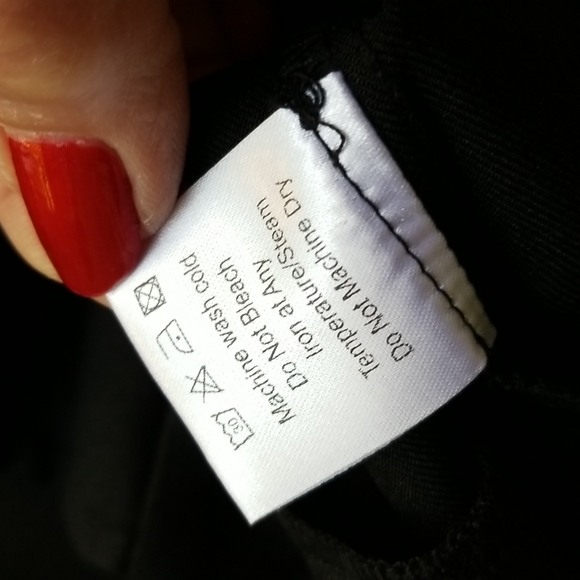 30
Machine wash cold
Do Not Bleach
Iron at Any
Temperature/Steam
Do Not Machine Dry